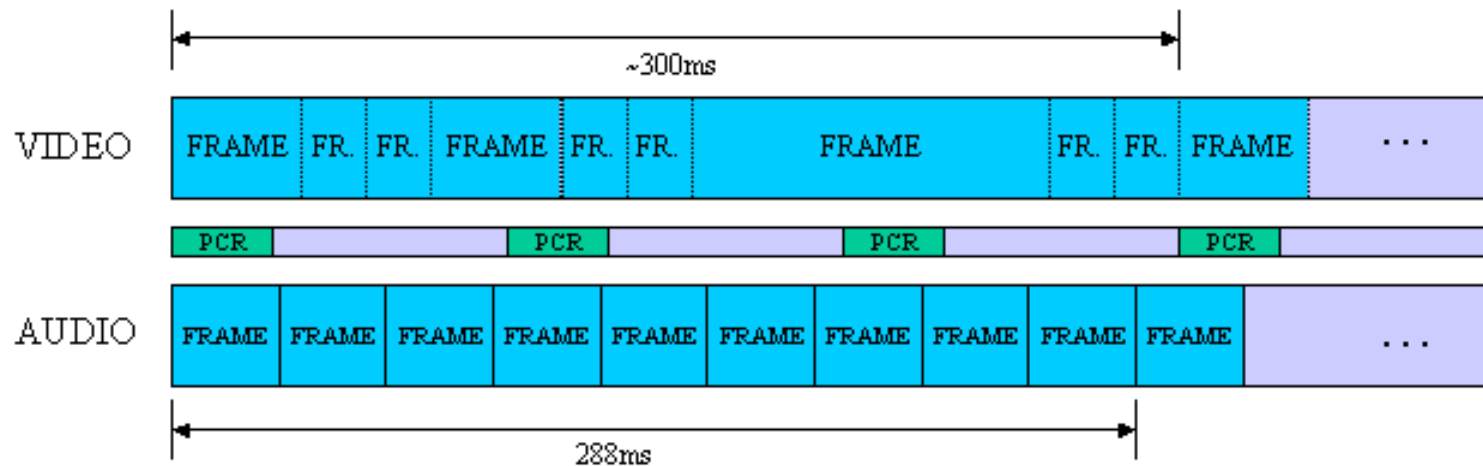 ~300ms
VIDEO FRAME FR. FR. FRAME FR. FR. FRAME FR. FR. FRAME ...
PCR PCR PCR PCR
AUDIO FRAME FRAME FRAME FRAME FRAME FRAME FRAME FRAME FRAME FRAME ...
288ms